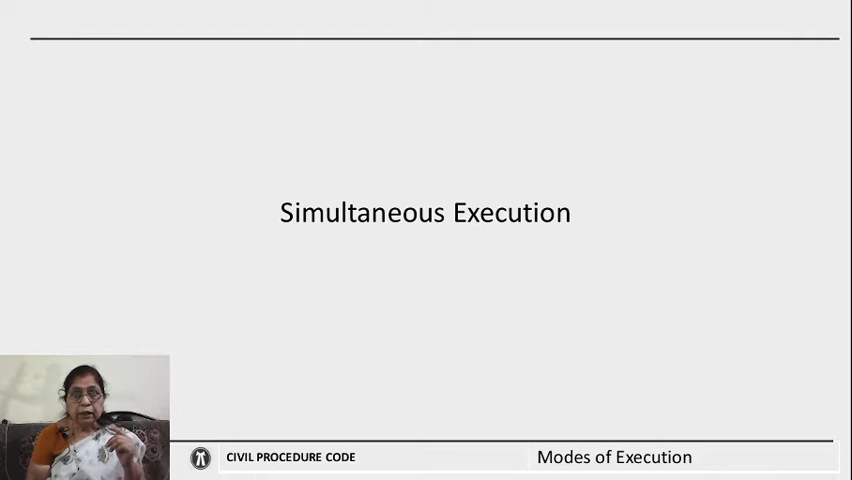 Simultaneous Execution
CIVIL PROCEDURE CODE
Modes of Execution